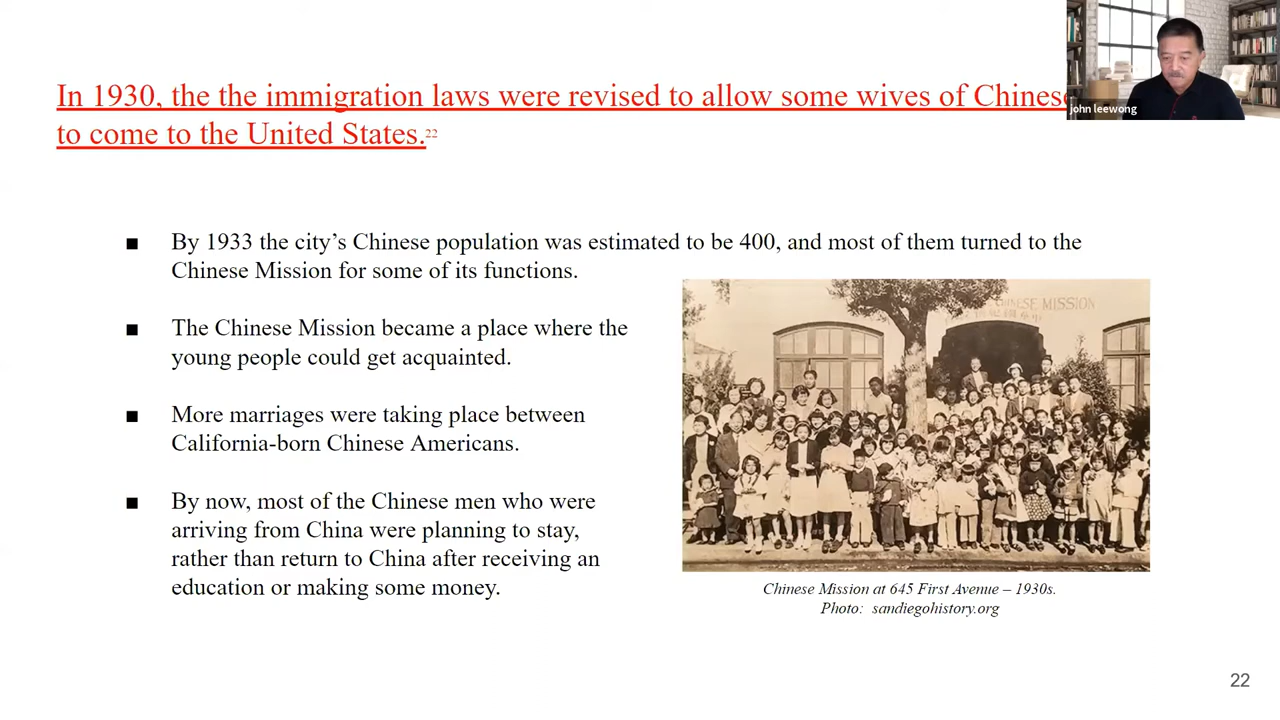 john leewong
In 1930, the the immigration laws were revised to allow some wives of Chinese
to come to the United States.22
■ By 1933 the city’s Chinese population was estimated to be 400, and most of them turned to the
Chinese Mission for some of its functions.
■ The Chinese Mission became a place where the
young people could get acquainted.
■ More marriages were taking place between
California-born Chinese Americans.
■ By now, most of the Chinese men who were
arriving from China were planning to stay,
rather than return to China after receiving an
education or making some money.
CHINESE MISSION
Chinese Mission at 645 First Avenue – 1930s.
Photo: sandiegohistory.org
22